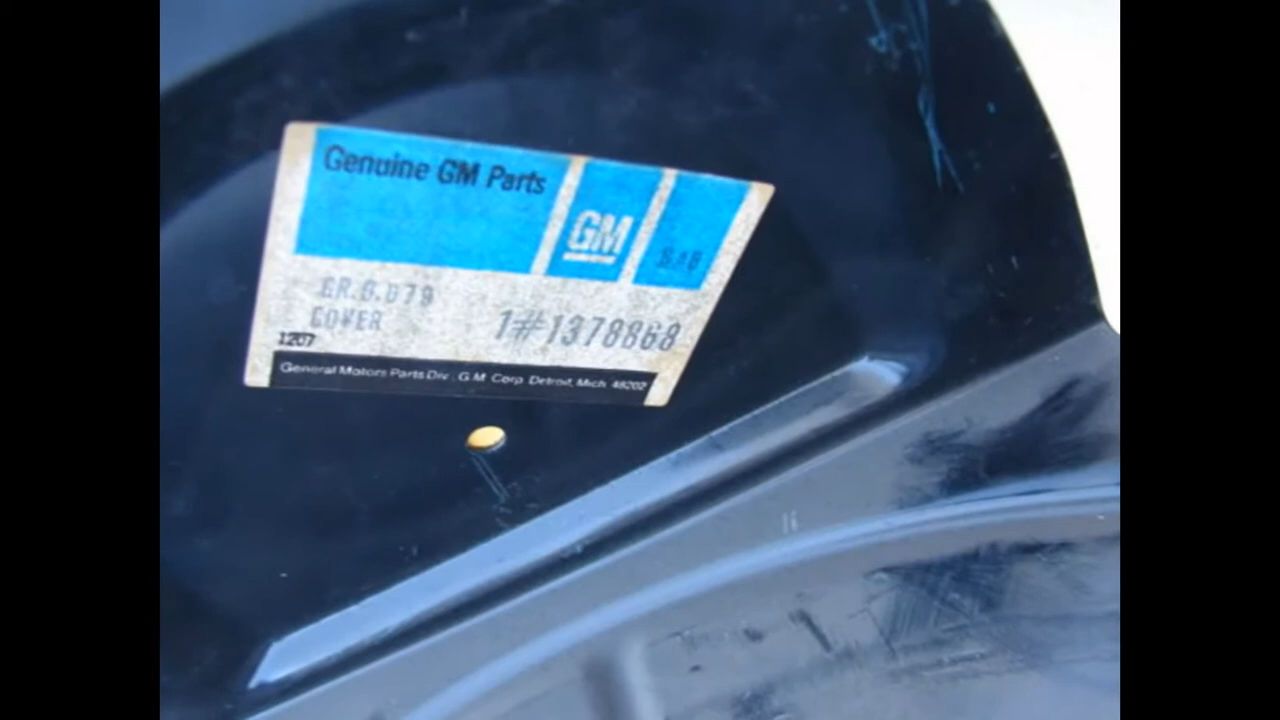 Genuine GM Parts
GM
GR.8.079
COVER
1#1378868
1207
General Motors Parts Div., G.M. Corp. Detroit, Mich. 48202